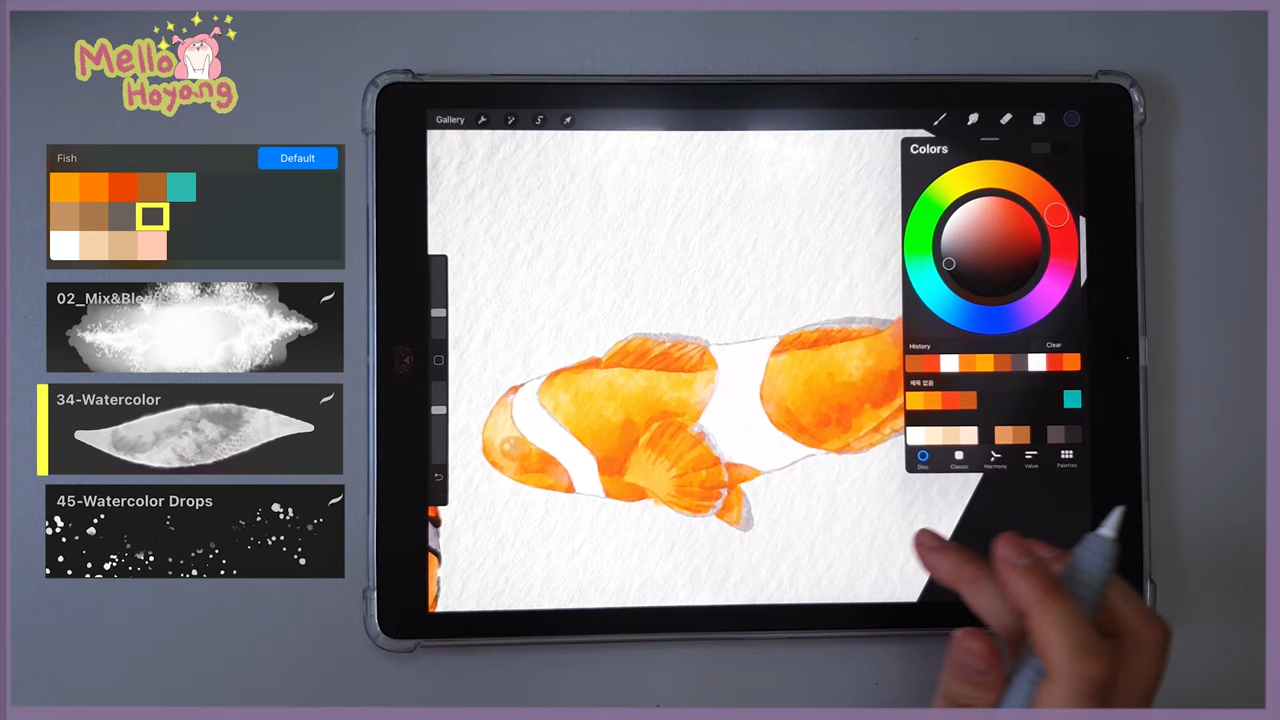 Mello
Hoyang
Fish
Default
02_Mix&Blend
34-Watercolor
45-Watercolor Drops
Gallery
Colors
History
Clear
제목 없음
Disc
Classic
Harmony
Value
Palettes